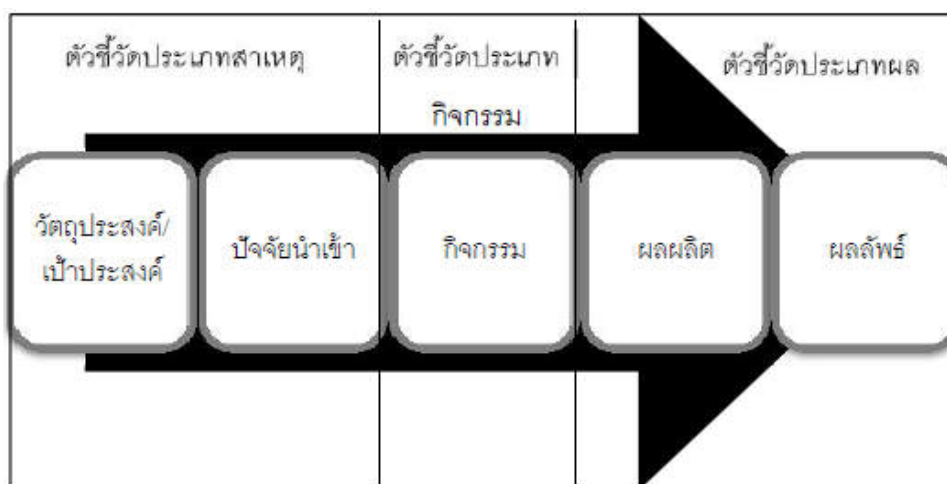 ตัวชี้วัดประเภทสาเหตุ
ตัวชี้วัดประเภท
กิจกรรม
ตัวชี้วัดประเภทผล
วัตถุประสงค์/
เป้าประสงค์
ปัจจัยนำเข้า
กิจกรรม
ผลผลิต
ผลลัพธ์